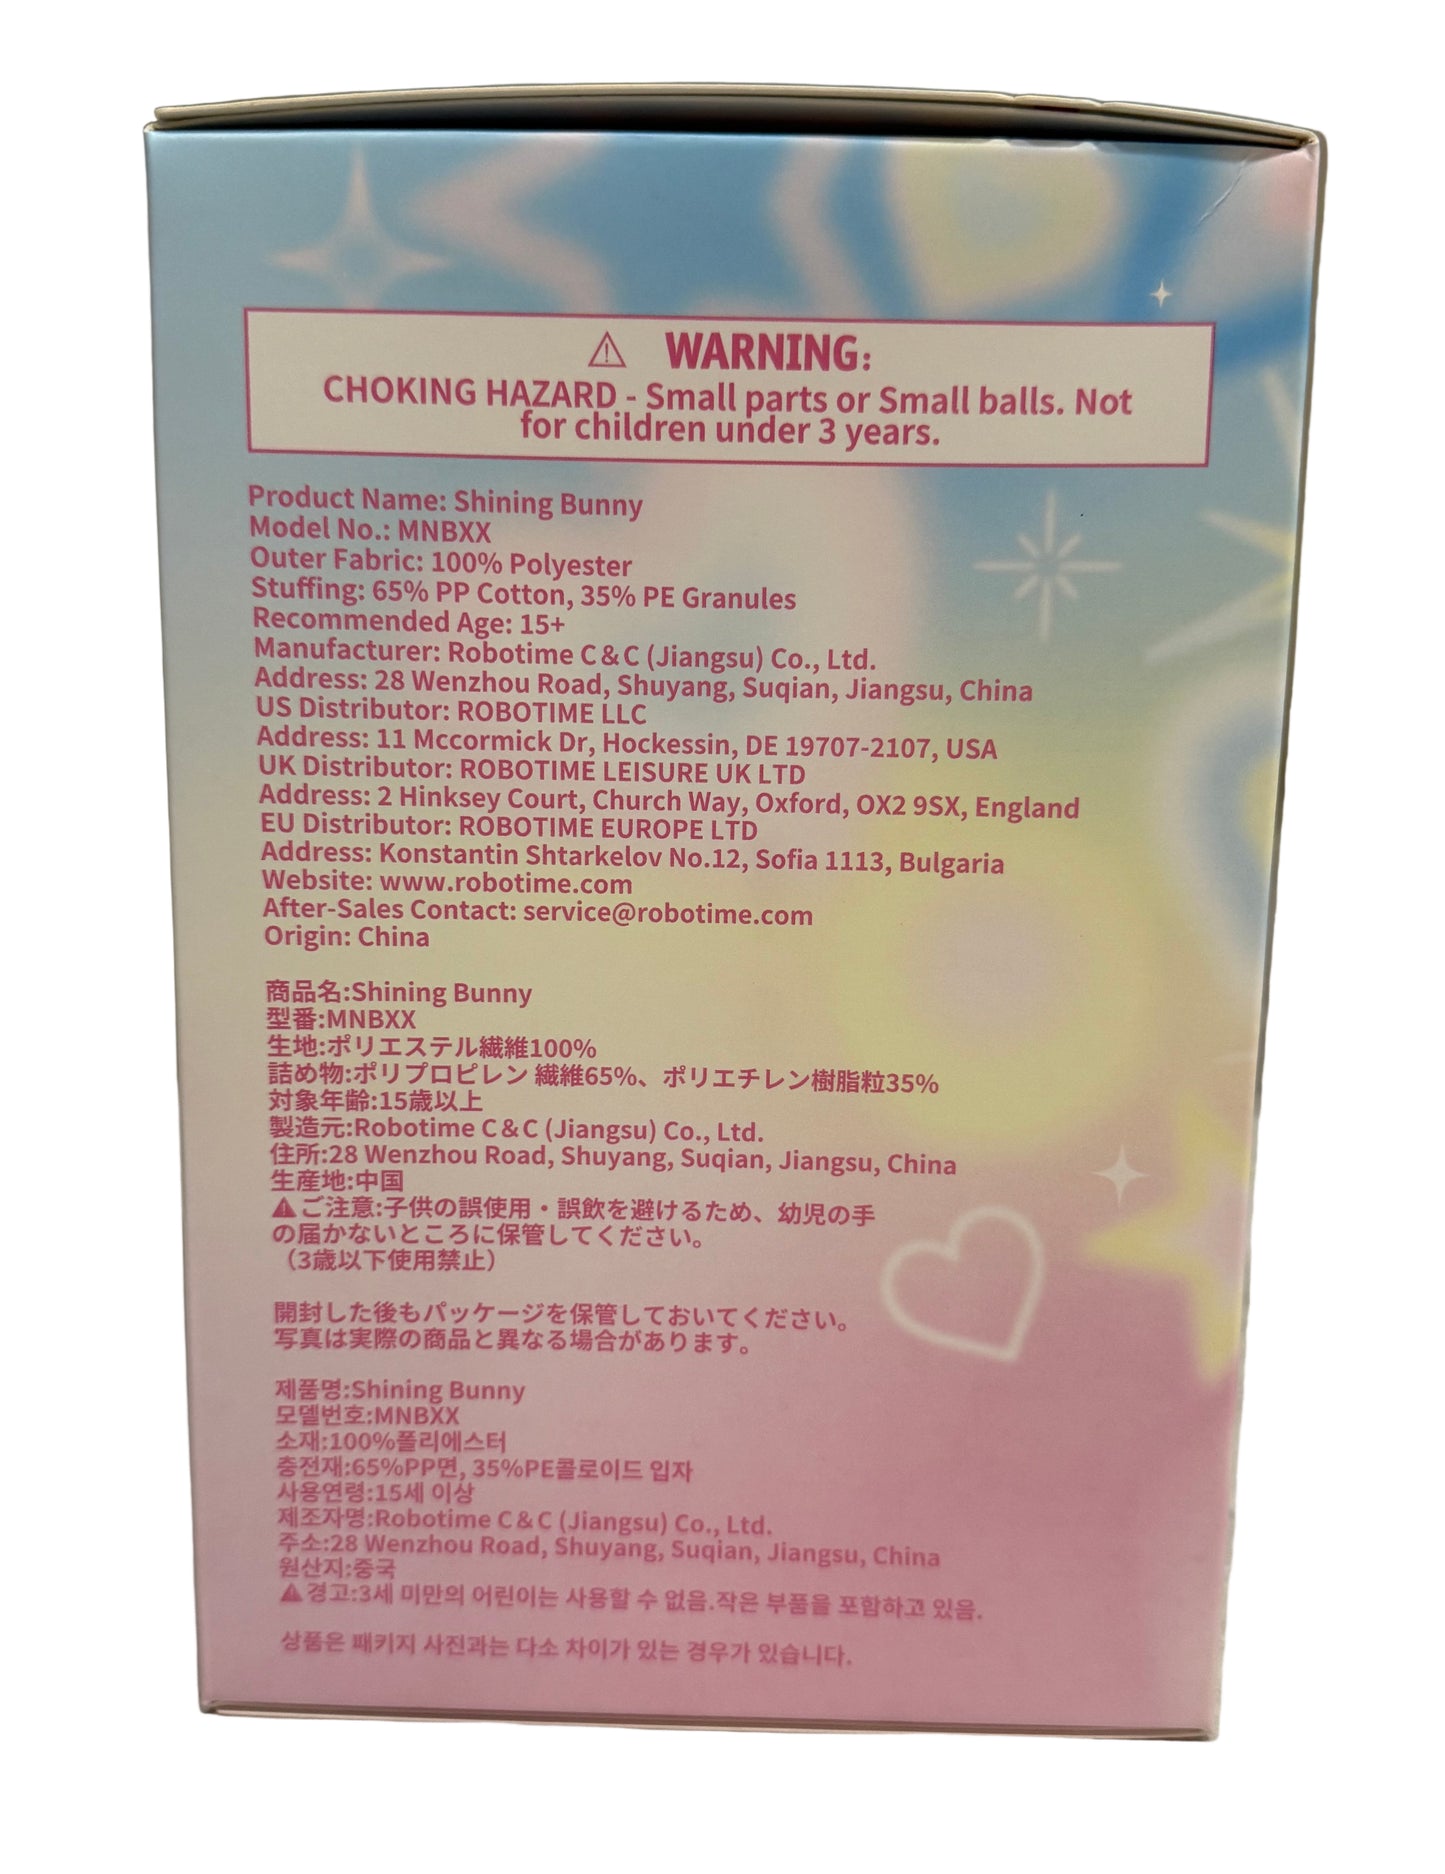 ⚠ WARNING:
CHOKING HAZARD - Small parts or Small balls. Not
for children under 3 years.
Product Name: Shining Bunny
Model No.: MNBXX
Outer Fabric: 100% Polyester
Stuffing: 65% PP Cotton, 35% PE Granules
Recommended Age: 15+
Manufacturer: Robotime C&C (Jiangsu) Co., Ltd.
Address: 28 Wenzhou Road, Shuyang, Suqian, Jiangsu, China
US Distributor: ROBOTIME LLC
Address: 11 Mccormick Dr, Hockessin, DE 19707-2107, USA
UK Distributor: ROBOTIME LEISURE UK LTD
Address: 2 Hinksey Court, Church Way, Oxford, OX2 9SX, England
EU Distributor: ROBOTIME EUROPE LTD
Address: Konstantin Shtarkelov No.12, Sofia 1113, Bulgaria
Website: www.robotime.com
After-Sales Contact: service@robotime.com
Origin: China
商品名:Shining Bunny
型番:MNBXX
生地:ポリエステル繊維100%
詰め物:ポリプロピレン 繊維65%、ポリエチレン樹脂粒35%
対象年齢:15歳以上
製造元:Robotime C&C (Jiangsu) Co., Ltd.
住所:28 Wenzhou Road, Shuyang, Suqian, Jiangsu, China
生産地:中国
⚠ご注意:子供の誤使用・誤飲を避けるため、幼児の手
の届かないところに保管してください。
（3歳以下使用禁止）
開封した後もパッケージを保管しておいてください。
写真は実際の商品と異なる場合があります。
제품명:Shining Bunny
모델번호:MNBXX
소재:100%폴리에스터
충전재:65%PP면, 35%PE콜로이드 입자
사용연령:15세 이상
제조자명:Robotime C&C (Jiangsu) Co., Ltd.
주소:28 Wenzhou Road, Shuyang, Suqian, Jiangsu, China
원산지:중국
⚠경고:3세 미만의 어린이는 사용할 수 없음.작은 부품을 포함하고 있음.
상품은 패키지 사진과는 다소 차이가 있는 경우가 있습니다.